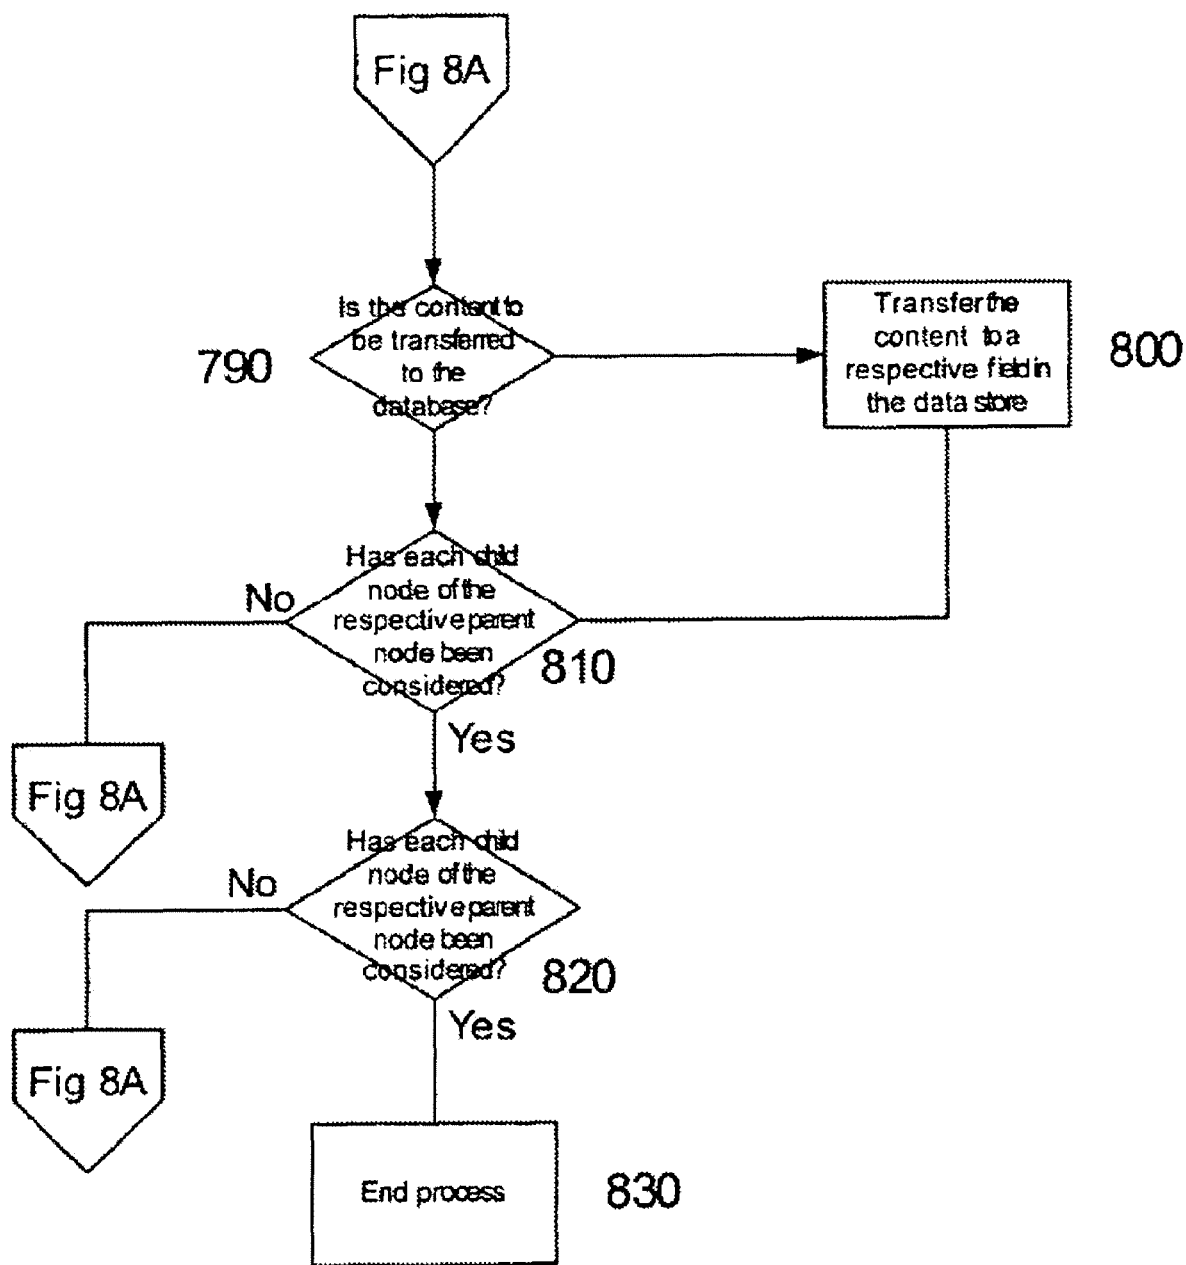 Fig 8A
Is the content to
be transferred
to the
database?
790
Transfer the
content to a
respective field in
the data store
800
Has each child
node of the
respective parent
node been
considered?
No
810
Yes
Fig 8A
Has each child
node of the
respective parent
node been
considered?
No
820
Yes
Fig 8A
End process
830